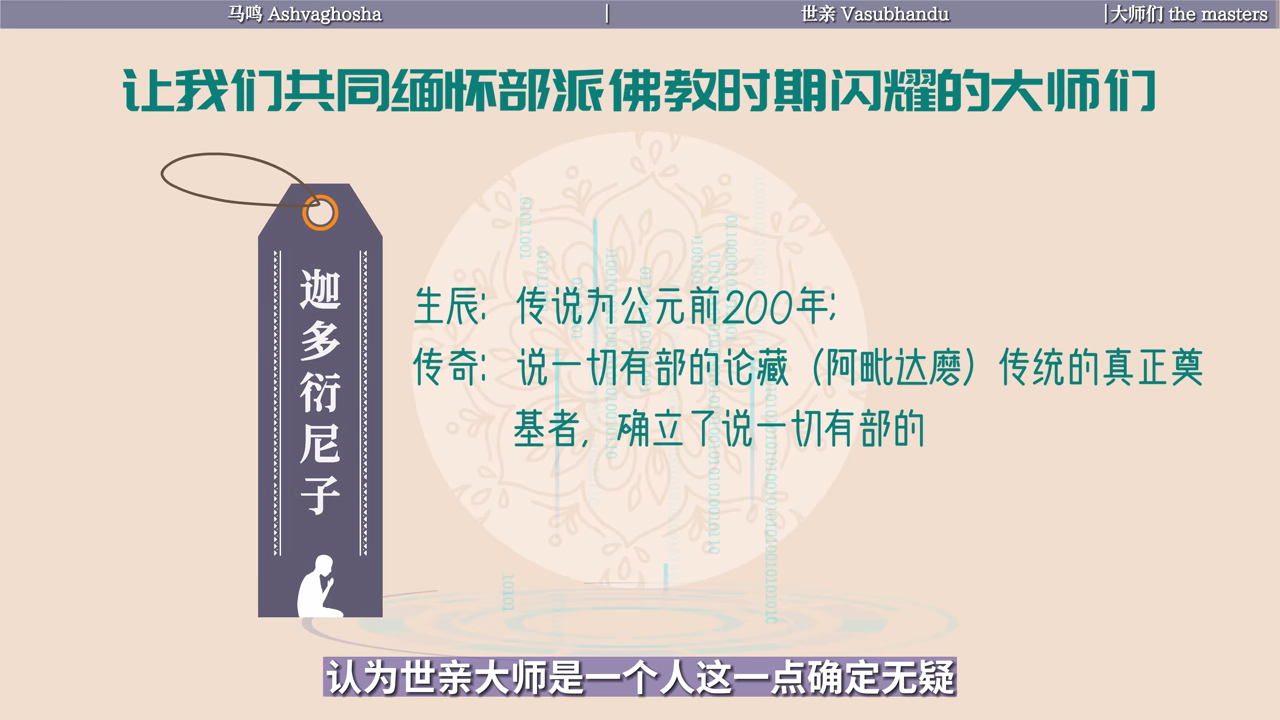 马鸣 Ashvaghosha | 世亲 Vasubhandu |大师们 the masters
让我们共同缅怀部派佛教时期闪耀的大师们
迦多衍尼子
生辰: 传说为公元前200年;
传奇: 说一切有部的论藏（阿毗达磨）传统的真正奠
基者, 确立了说一切有部的
认为世亲大师是一个人这一点确定无疑